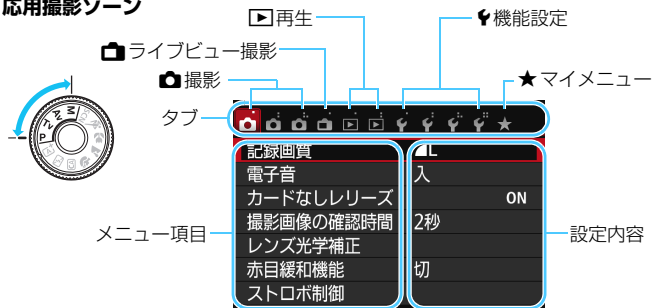 応用撮影ゾーン
再生
機能設定
ライブビュー撮影
撮影
マイメニュー
タブ
記録画質 L
電子音 入
カードなしレリーズ ON
撮影画像の確認時間 2秒
レンズ光学補正
赤目緩和機能 切
ストロボ制御
メニュー項目
設定内容
M
Av
Tv
P